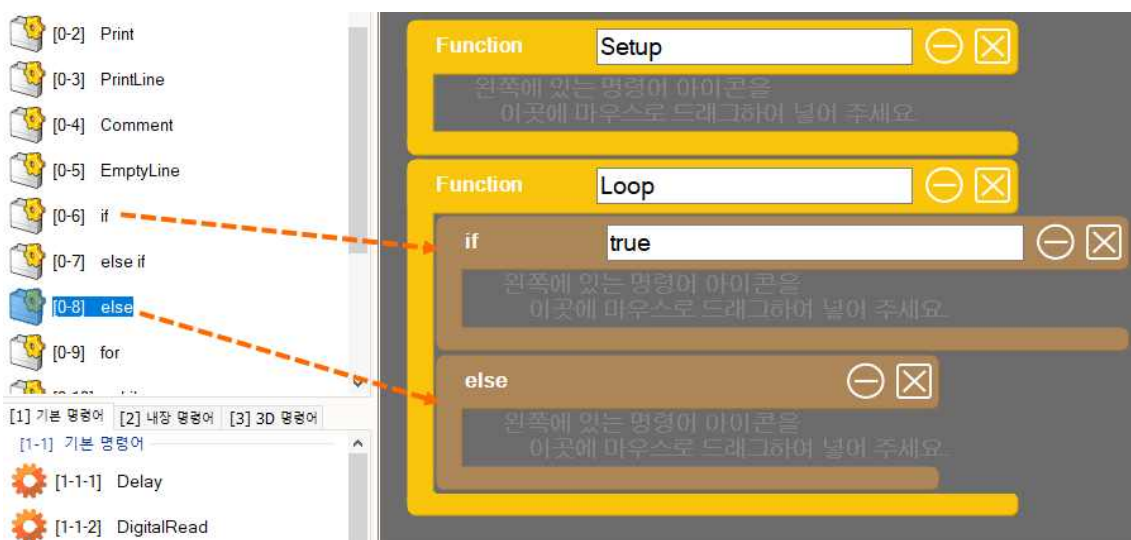 [0-2] Print
[0-3] PrintLine
[0-4] Comment
[0-5] EmptyLine
[0-6] if
[0-7] else if
[0-8] else
[0-9] for
[1] 기본 명령어 [2] 내장 명령어 [3] 3D 명령어
[1-1] 기본 명령어
[1-1-1] Delay
[1-1-2] DigitalRead
Function Setup
왼쪽에 있는 명령어 아이콘을
이곳에 마우스로 드래그하여 넣어 주세요.
Function Loop
if true
왼쪽에 있는 명령어 아이콘을
이곳에 마우스로 드래그하여 넣어 주세요.
else
왼쪽에 있는 명령어 아이콘을
이곳에 마우스로 드래그하여 넣어 주세요.